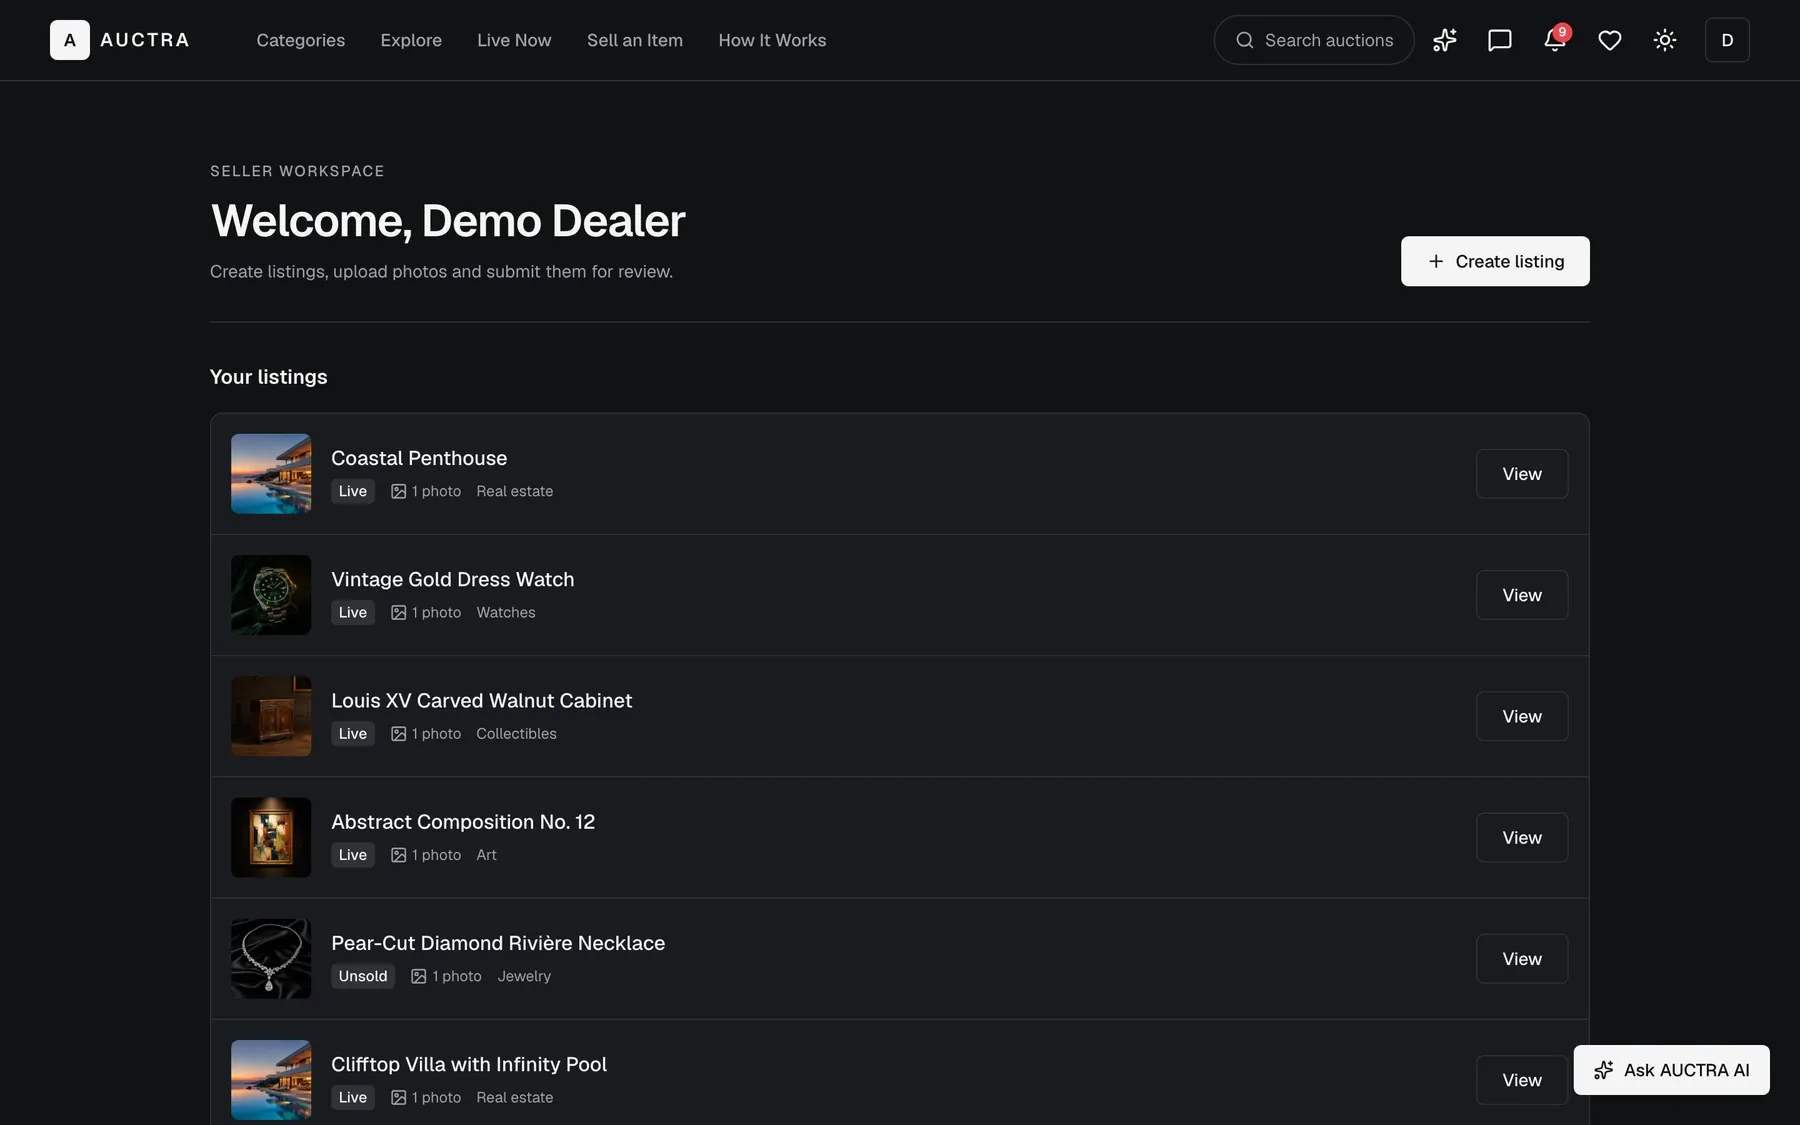 A AUCTRA Categories Explore Live Now Sell an Item How It Works Search auctions 9 D
SELLER WORKSPACE
Welcome, Demo Dealer
Create listings, upload photos and submit them for review.
+ Create listing
Your listings
Coastal Penthouse
Live 1 photo Real estate
View
Vintage Gold Dress Watch
Live 1 photo Watches
View
Louis XV Carved Walnut Cabinet
Live 1 photo Collectibles
View
Abstract Composition No. 12
Live 1 photo Art
View
Pear-Cut Diamond Rivière Necklace
Unsold 1 photo Jewelry
View
Clifftop Villa with Infinity Pool
Live 1 photo Real estate
View
Ask AUCTRA AI